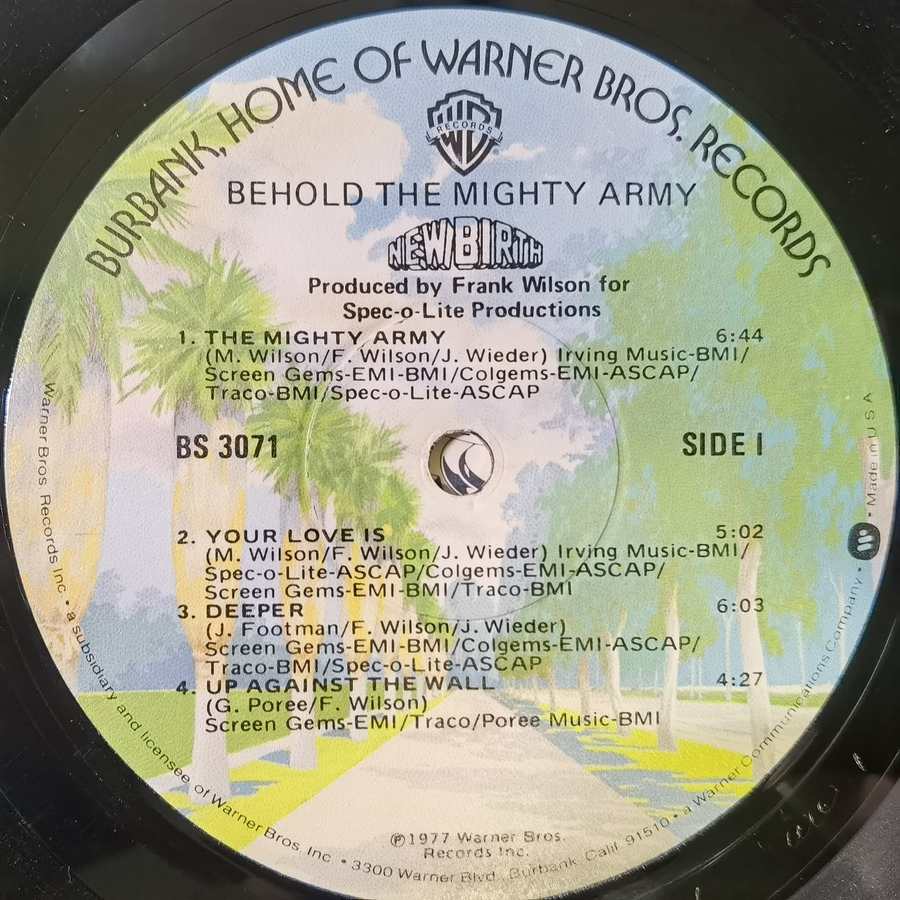 BURBANK, HOME OF WARNER BROS. RECORDS
WB
RECORDS
BEHOLD THE MIGHTY ARMY
NEW BIRTH
Produced by Frank Wilson for
Spec-o-Lite Productions
1. THE MIGHTY ARMY 6:44
(M. Wilson/F. Wilson/J. Wieder) Irving Music-BMI/
Screen Gems-EMI-BMI/Colgems-EMI-ASCAP/
Traco-BMI/Spec-o-Lite-ASCAP
BS 3071 SIDE I
2. YOUR LOVE IS 5:02
(M. Wilson/F. Wilson/J. Wieder) Irving Music-BMI/
Spec-o-Lite-ASCAP/Colgems-EMI-ASCAP/
Screen Gems-EMI-BMI/Traco-BMI
3. DEEPER 6:03
(J. Footman/F. Wilson/J. Wieder)
Screen Gems-EMI-BMI/Colgems-EMI-ASCAP/
Traco-BMI/Spec-o-Lite-ASCAP
4. UP AGAINST THE WALL 4:27
(G. Poree/F. Wilson)
Screen Gems-EMI/Traco/Poree Music-BMI
℗1977 Warner Bros.
Records Inc.
Warner Bros. Records Inc. • a subsidiary and licensee of Warner Bros. Inc. • 3300 Warner Blvd., Burbank, Calif. 91510 • a Warner Communications Company • Made in U S A